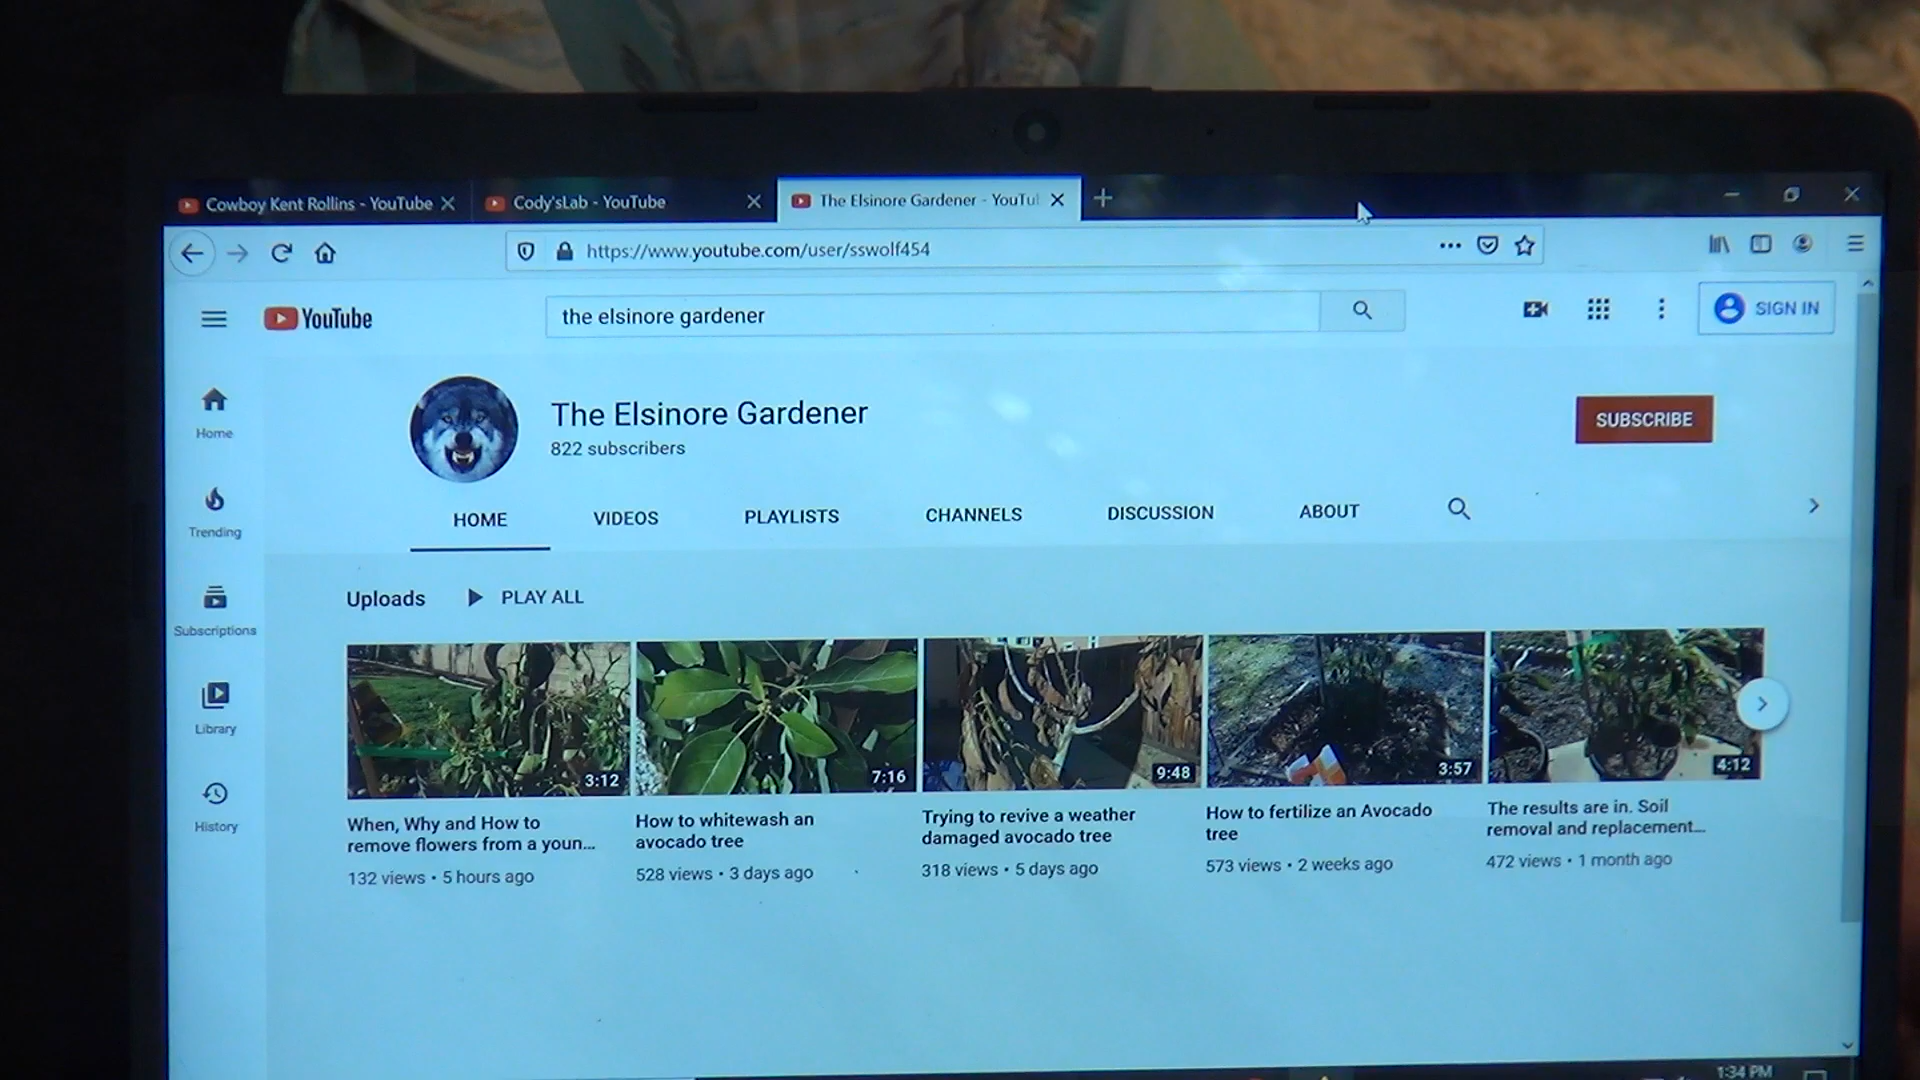 Cowboy Kent Rollins - YouTube
Cody'sLab - YouTube
The Elsinore Gardener - YouTu
https://www.youtube.com/user/sswolf454
YouTube
the elsinore gardener
SIGN IN
Home
Trending
Subscriptions
Library
History
The Elsinore Gardener
822 subscribers
SUBSCRIBE
HOME
VIDEOS
PLAYLISTS
CHANNELS
DISCUSSION
ABOUT
Uploads
PLAY ALL
3:12
When, Why and How to
remove flowers from a youn...
132 views • 5 hours ago
7:16
How to whitewash an
avocado tree
528 views • 3 days ago
9:48
Trying to revive a weather
damaged avocado tree
318 views • 5 days ago
3:57
How to fertilize an Avocado
tree
573 views • 2 weeks ago
4:12
The results are in. Soil
removal and replacement...
472 views • 1 month ago
1:34 PM